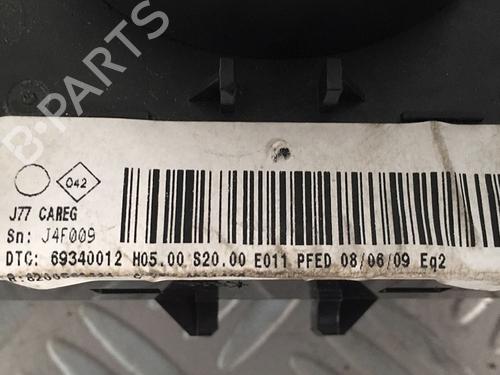 B-PARTS
042
J77 CAREG
Sn: J4F009
DTC: 69340012 H05.00 S20.00 E011 PFED 08/06/09 Eq2